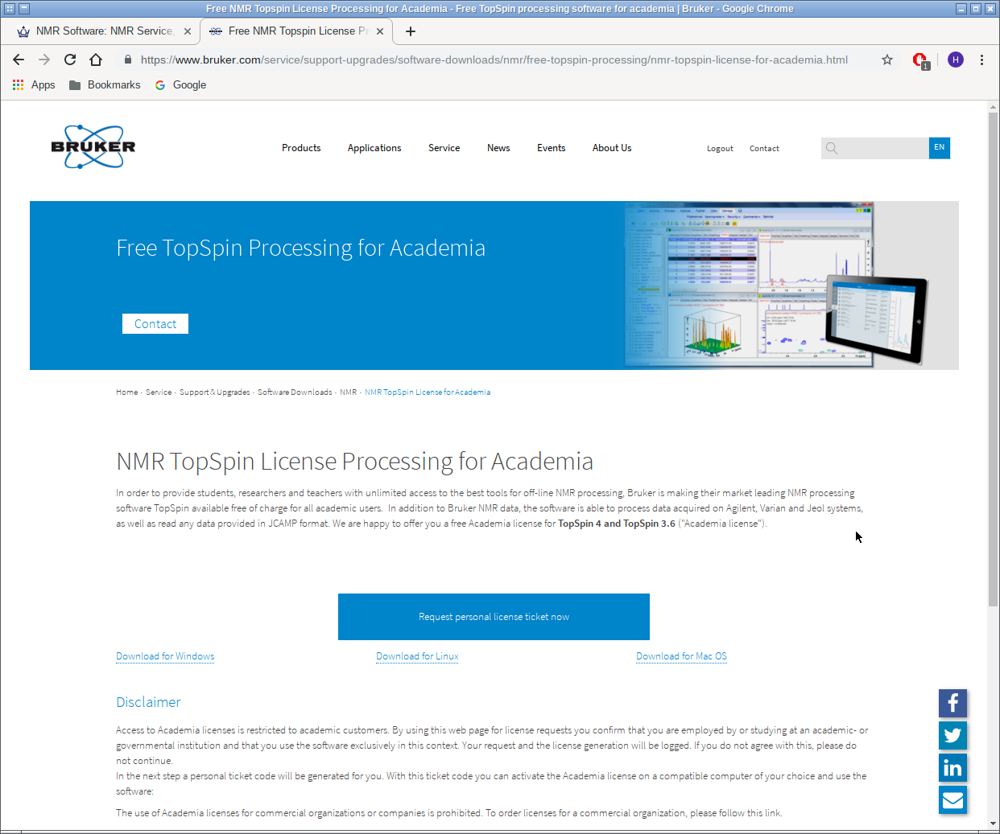 Free NMR Topspin License Processing for Academia - Free TopSpin processing software for academia | Bruker - Google Chrome
NMR Software: NMR Service,
Free NMR Topspin License Pr
https://www.bruker.com/service/support-upgrades/software-downloads/nmr/free-topspin-processing/nmr-topspin-license-for-academia.html
1
H
Apps
Bookmarks
Google
BRUKER
Products
Applications
Service
News
Events
About Us
Logout
Contact
EN
Free TopSpin Processing for Academia
Contact
Home - Service - Support & Upgrades - Software Downloads - NMR - NMR TopSpin License for Academia
NMR TopSpin License Processing for Academia
In order to provide students, researchers and teachers with unlimited access to the best tools for off-line NMR processing, Bruker is making their market leading NMR processing
software TopSpin available free of charge for all academic users.  In addition to Bruker NMR data, the software is able to process data acquired on Agilent, Varian and Jeol systems,
as well as read any data provided in JCAMP format. We are happy to offer you a free Academia license for TopSpin 4 and TopSpin 3.6 ("Academia license").
Request personal license ticket now
Download for Windows
Download for Linux
Download for Mac OS
Disclaimer
Access to Academia licenses is restricted to academic customers. By using this web page for license requests you confirm that you are employed by or studying at an academic- or
governmental institution and that you use the software exclusively in this context. Your request and the license generation will be logged. If you do not agree with this, please do
not continue.
In the next step a personal ticket code will be generated for you. With this ticket code you can activate the Academia license on a compatible computer of your choice and use the
software:
The use of Academia licenses for commercial organizations or companies is prohibited. To order licenses for a commercial organization, please follow this link.